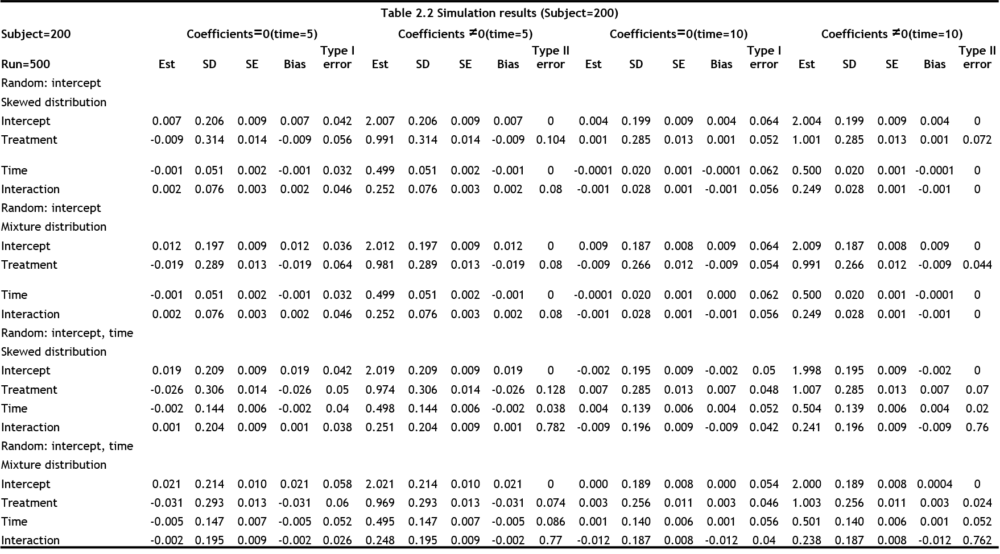 Table 2.2 Simulation results (Subject=200)
Subject=200 Coefficients=0(time=5) Coefficients ≠0(time=5) Coefficients=0(time=10) Coefficients ≠0(time=10)
Run=500 Est SD SE Bias Type I error Est SD SE Bias Type II error Est SD SE Bias Type I error Est SD SE Bias Type II error
Random: intercept
Skewed distribution
Intercept 0.007 0.206 0.009 0.007 0.042 2.007 0.206 0.009 0.007 0 0.004 0.199 0.009 0.004 0.064 2.004 0.199 0.009 0.004 0
Treatment -0.009 0.314 0.014 -0.009 0.056 0.991 0.314 0.014 -0.009 0.104 0.001 0.285 0.013 0.001 0.052 1.001 0.285 0.013 0.001 0.072
Time -0.001 0.051 0.002 -0.001 0.032 0.499 0.051 0.002 -0.001 0 -0.0001 0.020 0.001 -0.0001 0.062 0.500 0.020 0.001 -0.0001 0
Interaction 0.002 0.076 0.003 0.002 0.046 0.252 0.076 0.003 0.002 0.08 -0.001 0.028 0.001 -0.001 0.056 0.249 0.028 0.001 -0.001 0
Random: intercept
Mixture distribution
Intercept 0.012 0.197 0.009 0.012 0.036 2.012 0.197 0.009 0.012 0 0.009 0.187 0.008 0.009 0.064 2.009 0.187 0.008 0.009 0
Treatment -0.019 0.289 0.013 -0.019 0.064 0.981 0.289 0.013 -0.019 0.08 -0.009 0.266 0.012 -0.009 0.054 0.991 0.266 0.012 -0.009 0.044
Time -0.001 0.051 0.002 -0.001 0.032 0.499 0.051 0.002 -0.001 0 -0.0001 0.020 0.001 0.000 0.062 0.500 0.020 0.001 -0.0001 0
Interaction 0.002 0.076 0.003 0.002 0.046 0.252 0.076 0.003 0.002 0.08 -0.001 0.028 0.001 -0.001 0.056 0.249 0.028 0.001 -0.001 0
Random: intercept, time
Skewed distribution
Intercept 0.019 0.209 0.009 0.019 0.042 2.019 0.209 0.009 0.019 0 -0.002 0.195 0.009 -0.002 0.05 1.998 0.195 0.009 -0.002 0
Treatment -0.026 0.306 0.014 -0.026 0.05 0.974 0.306 0.014 -0.026 0.128 0.007 0.285 0.013 0.007 0.048 1.007 0.285 0.013 0.007 0.07
Time -0.002 0.144 0.006 -0.002 0.04 0.498 0.144 0.006 -0.002 0.038 0.004 0.139 0.006 0.004 0.052 0.504 0.139 0.006 0.004 0.02
Interaction 0.001 0.204 0.009 0.001 0.038 0.251 0.204 0.009 0.001 0.782 -0.009 0.196 0.009 -0.009 0.042 0.241 0.196 0.009 -0.009 0.76
Random: intercept, time
Mixture distribution
Intercept 0.021 0.214 0.010 0.021 0.058 2.021 0.214 0.010 0.021 0 0.000 0.189 0.008 0.000 0.054 2.000 0.189 0.008 0.0004 0
Treatment -0.031 0.293 0.013 -0.031 0.06 0.969 0.293 0.013 -0.031 0.074 0.003 0.256 0.011 0.003 0.046 1.003 0.256 0.011 0.003 0.024
Time -0.005 0.147 0.007 -0.005 0.052 0.495 0.147 0.007 -0.005 0.086 0.001 0.140 0.006 0.001 0.056 0.501 0.140 0.006 0.001 0.052
Interaction -0.002 0.195 0.009 -0.002 0.026 0.248 0.195 0.009 -0.002 0.77 -0.012 0.187 0.008 -0.012 0.04 0.238 0.187 0.008 -0.012 0.762